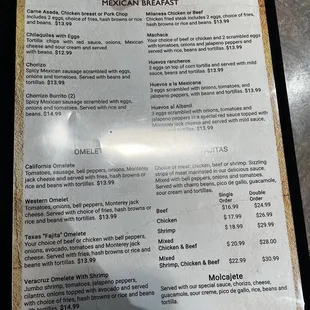 MEXICAN BREAFAST
Carne Asada, Chicken breast or Pork Chop
Includes 2 eggs, choice of fries, hash browns or
rice and beans $13.99
Chilaquiles with Eggs
Tortilla chips with red sauce, onions, Mexican
cheese and sour cream and served
with beans. $12.99
Chorizo
Spicy Mexican sausage scrambled with eggs,
onions and tomatoes. Served with beans and
tortillas. $13.99
Chorrizo Burrito (2)
Spicy Mexican sausage scrambled with eggs,
onions and tomatoes. Served with rice and beans
$14.99
Milanesa Chicken or Beef
Chicken fried steak includes 2 eggs, choice of fries,
hash browns or rice and beans. $13.99
Machaca
Your choice of beef or chicken and 2 scrambled eggs
with tomatoes, onions and jalapeno peppers and
served with tortillas. $13.99
Huevos rancheros
2 eggs on top of corn tortilla and served with mild
sauce, rice and beans. $13.99
Huevos a la Mexicana
3 eggs scrambled with onions, tomatoes, and
jalapeno peppers, with beans and tortillas. $13.99
Huevos al Albanil
3 eggs scrambled with onions, tomatoes and
jalapeno peppers in a special red sauce topped with
Monterey jack cheese and served with mild sauce,
rice and beans. $13.99
OMELET
FAJITAS
California Omelete
Tomatoes, sausage, bell peppers, onions, Monterey
jack cheese and served with fries, hash browns or
rice and beans with tortillas. $13.99
Western Omelet
Tomatoes, onions, bell peppers, and Monterey jack
cheese. Served with choice of fries, hash browns or
rice and beans with tortillas. $13.99
Texas "Fajita" Omelete
Your choice of beef or chicken with bell peppers,
onions, avocado, tomatoes and Monterey jack
cheese. Served with choice of fries, hash browns or
rice and beans with tortillas. $13.99
Veracruz Omelete With Shrimp
Jumbo shrimp, tomatoes, jalapeno peppers,
cilantro, onions topped with avocado and served
with choice of fries, hash browns or rice and beans
with tortillas. $14.99
Choice of meat: chicken, beef, or shrimp. Sizzling
strips of meat marinated in our delicious sauce.
Mixed with bell peppers, onions and tomatoes.
Served with charro beans, pico de gallo, guacamole,
sour cream, and tortillas.
Single Double
Order Order
Beef $16.99 $24.99
Chicken $17.99 $26.99
Shrimp $18.99 $29.99
Mixed
Chicken & Beef $20.99 $28.00
Mixed
Shrimp, Chicken & Beef $22.99 $30.99
Molcajete
Served with our special sauce, chorizo, cheese,
guacamole, sour creme, pico de gallo, rice, beans and
tortillas.